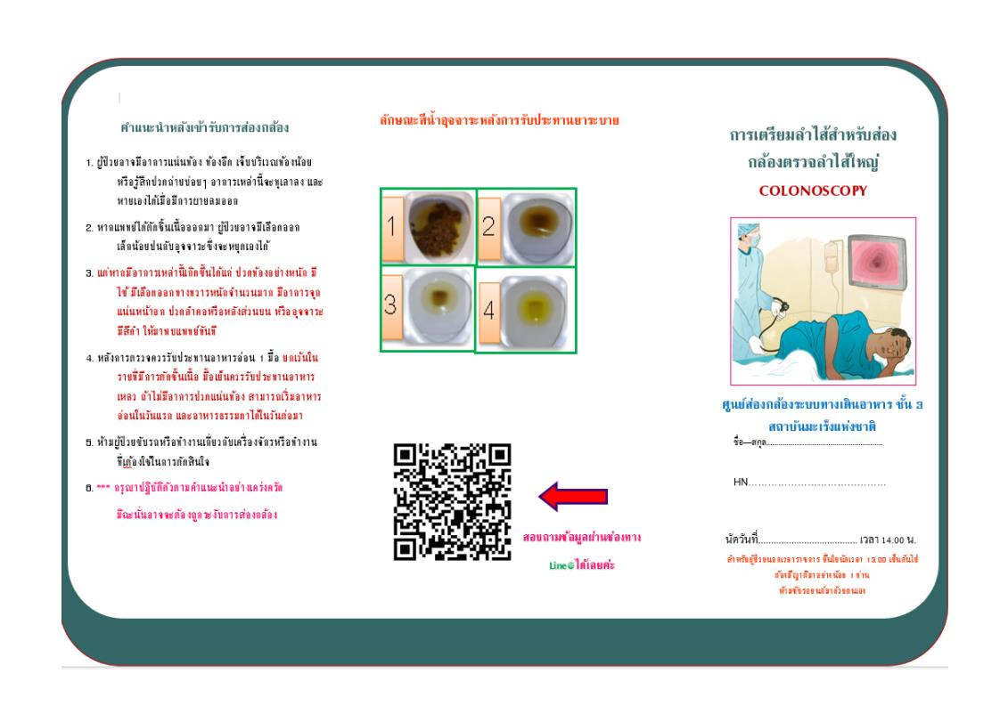 คำแนะนำหลังเข้ารับการส่องกล้อง
1. ผู้ป่วยอาจมีอาการแน่นท้อง ท้องอืด เจ็บบริเวณท้องน้อย
หรือรู้สึกปวดถ่ายบ่อยๆ อาการเหล่านี้จะทุเลาลง และ
หายเองได้เมื่อมีการผายลมออก
2. หากแพทย์ได้ตัดชิ้นเนื้อออกมา ผู้ป่วยอาจมีเลือดออก
เล็กน้อยปนกับอุจจาระซึ่งจะหยุดเองได้
3. แต่หากมีอาการเหล่านี้เกิดขึ้นได้แก่ ปวดท้องอย่างหนัก มี
ไข้ มีเลือดออกทางทวารหนักจำนวนมาก มีอาการจุก
แน่นหน้าอก ปวดลำคอหรือหลังส่วนบน หรืออุจจาระ
มีสีดำ ให้มาพบแพทย์ทันที
4. หลังการตรวจควรรับประทานอาหารอ่อน 1 มื้อ ยกเว้นใน
รายที่มีการตัดชิ้นเนื้อ มื้อเย็นควรรับประทานอาหาร
เหลว ถ้าไม่มีอาการปวดแน่นท้อง สามารถเริ่มอาหาร
อ่อนในวันแรก และอาหารธรรมดาได้ในวันต่อมา
5. ห้ามผู้ป่วยขับรถหรือทำงานเกี่ยวกับเครื่องจักรหรือทำงาน
ที่ต้องใช้ในการตัดสินใจ
6. *** กรุณาปฏิบัติตัวตามคำแนะนำอย่างเคร่งครัด
มิฉะนั้นอาจจะต้องถูกระงับการส่องกล้อง
ลักษณะสีน้ำอุจจาระหลังการรับประทานยาระบาย
1
2
3
4
สอบถามข้อมูลผ่านช่องทาง
Line@ได้เลยค่ะ
การเตรียมลำไส้สำหรับส่อง
กล้องตรวจลำไส้ใหญ่
COLONOSCOPY
ศูนย์ส่องกล้องระบบทางเดินอาหาร ชั้น 3
สถาบันมะเร็งแห่งชาติ
ชื่อ—สกุล..................................................
HN......................................
นัดวันที่...................................... เวลา 14.00 น.
สำหรับผู้ป่วยนอกเวลาราชการ ยื่นใบนัดเวลา 13.00 เป็นต้นไป
ต้องมีญาติมาอย่างน้อย 1 ท่าน
ห้ามขับรถยนต์มาด้วยตนเอง